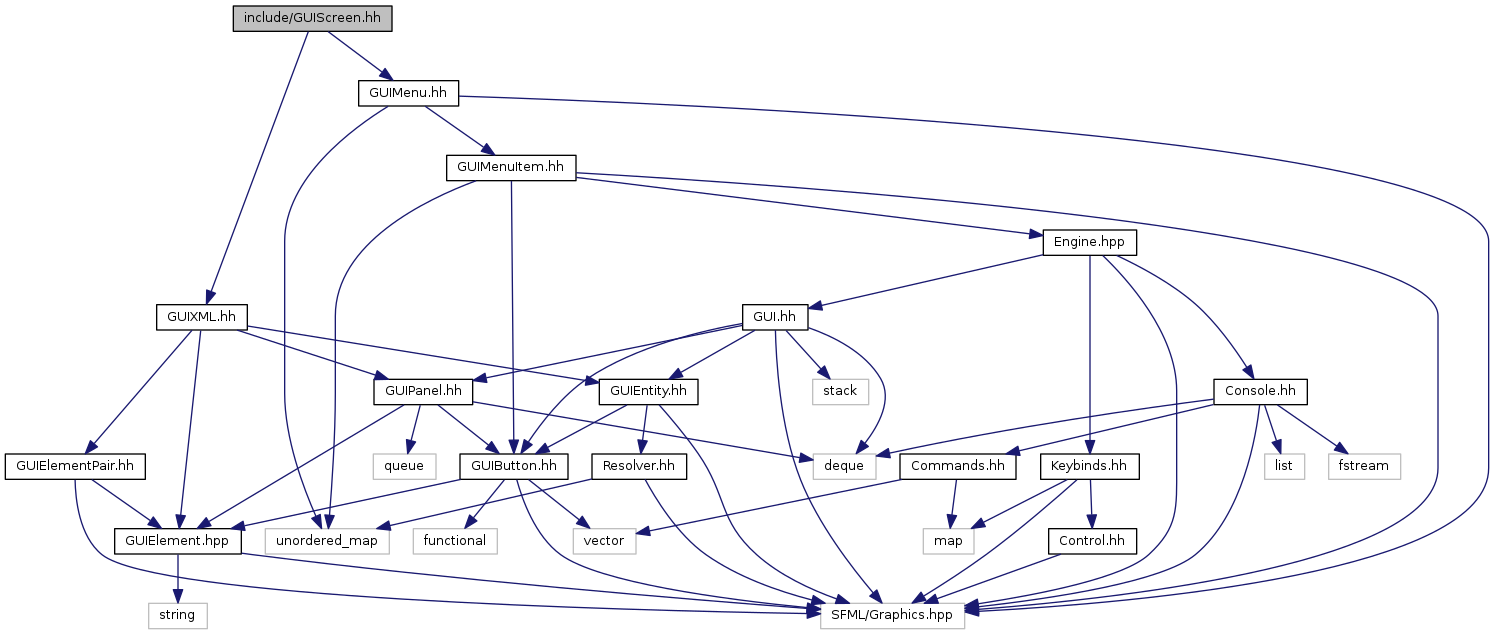 include/GUIScreen.hh
GUIMenu.hh
GUIMenuItem.hh
Engine.hpp
GUIXML.hh
GUI.hh
GUIPanel.hh
GUIEntity.hh
stack
Console.hh
GUIElementPair.hh
queue
GUIButton.hh
Resolver.hh
deque
Commands.hh
Keybinds.hh
list
fstream
GUIElement.hpp
unordered_map
functional
vector
map
Control.hh
string
SFML/Graphics.hpp